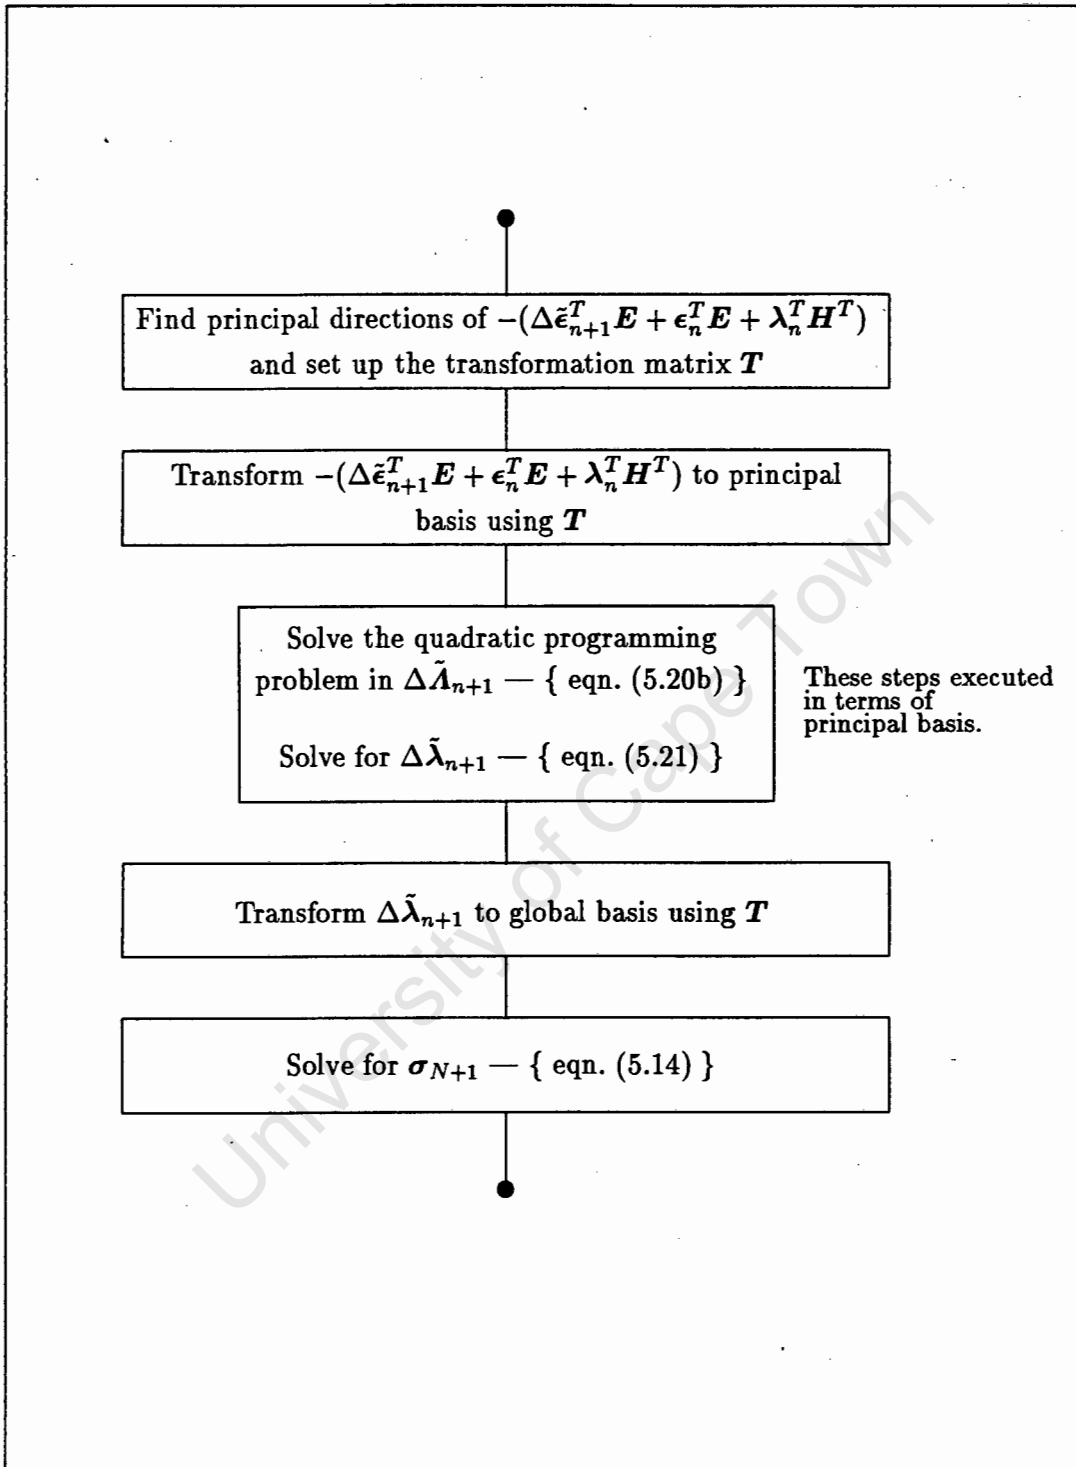 Find principal directions of −(Δε̃ᵀₙ₊₁E + εᵀₙE + λᵀₙHᵀ)
and set up the transformation matrix T
Transform −(Δε̃ᵀₙ₊₁E + εᵀₙE + λᵀₙHᵀ) to principal
basis using T
Solve the quadratic programming
problem in ΔΛ̃ₙ₊₁ — { eqn. (5.20b) }
Solve for Δλ̃ₙ₊₁ — { eqn. (5.21) }
These steps executed
in terms of
principal basis.
Transform Δλ̃ₙ₊₁ to global basis using T
Solve for σ_{N+1} — { eqn. (5.14) }
University of Cape Town